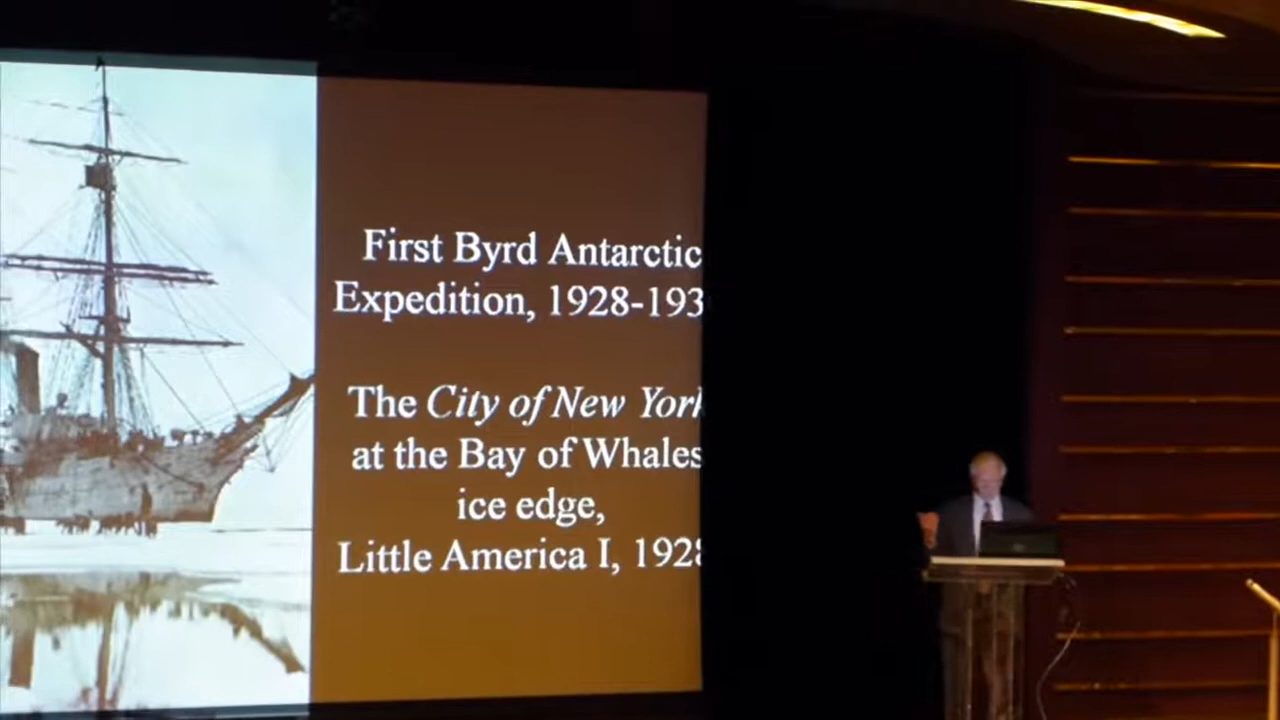 First Byrd Antarctic
Expedition, 1928-193
The City of New York
at the Bay of Whales
ice edge,
Little America I, 1928